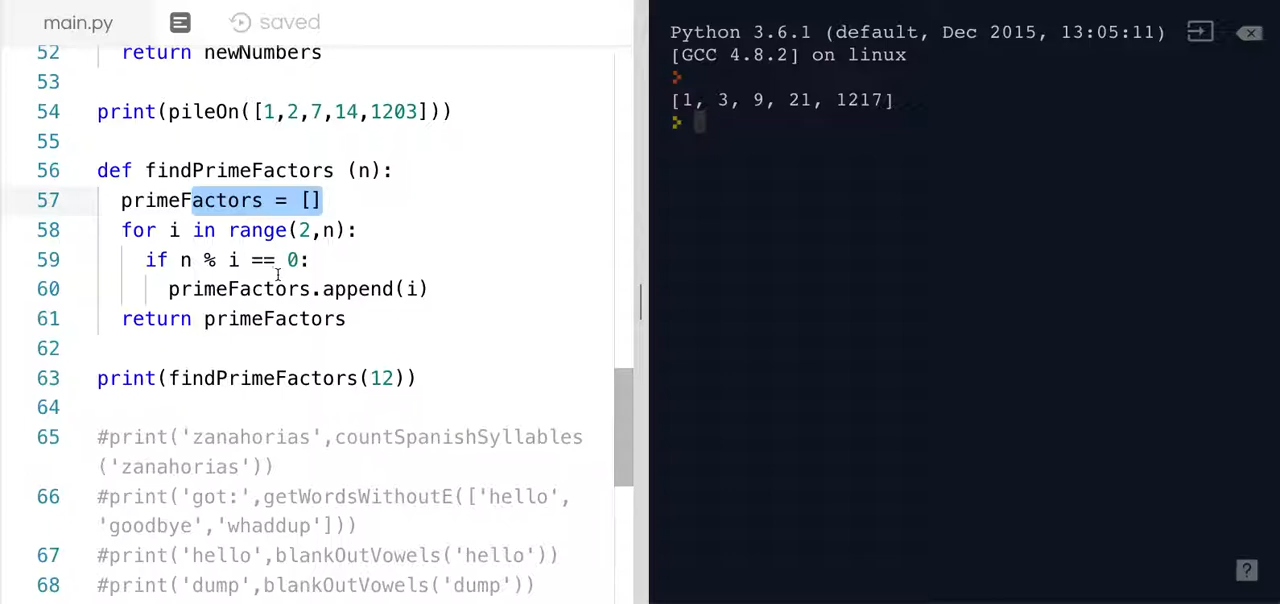 main.py saved
52 return newNumbers
53
54 print(pileOn([1,2,7,14,1203]))
55
56 def findPrimeFactors (n):
57 primeFactors = []
58 for i in range(2,n):
59 if n % i == 0:
60 primeFactors.append(i)
61 return primeFactors
62
63 print(findPrimeFactors(12))
64
65 #print('zanahorias',countSpanishSyllables
('zanahorias'))
66 #print('got:',getWordsWithoutE(['hello',
'goodbye','whaddup']))
67 #print('hello',blankOutVowels('hello'))
68 #print('dump',blankOutVowels('dump'))
Python 3.6.1 (default, Dec 2015, 13:05:11)
[GCC 4.8.2] on linux
[1, 3, 9, 21, 1217]
?